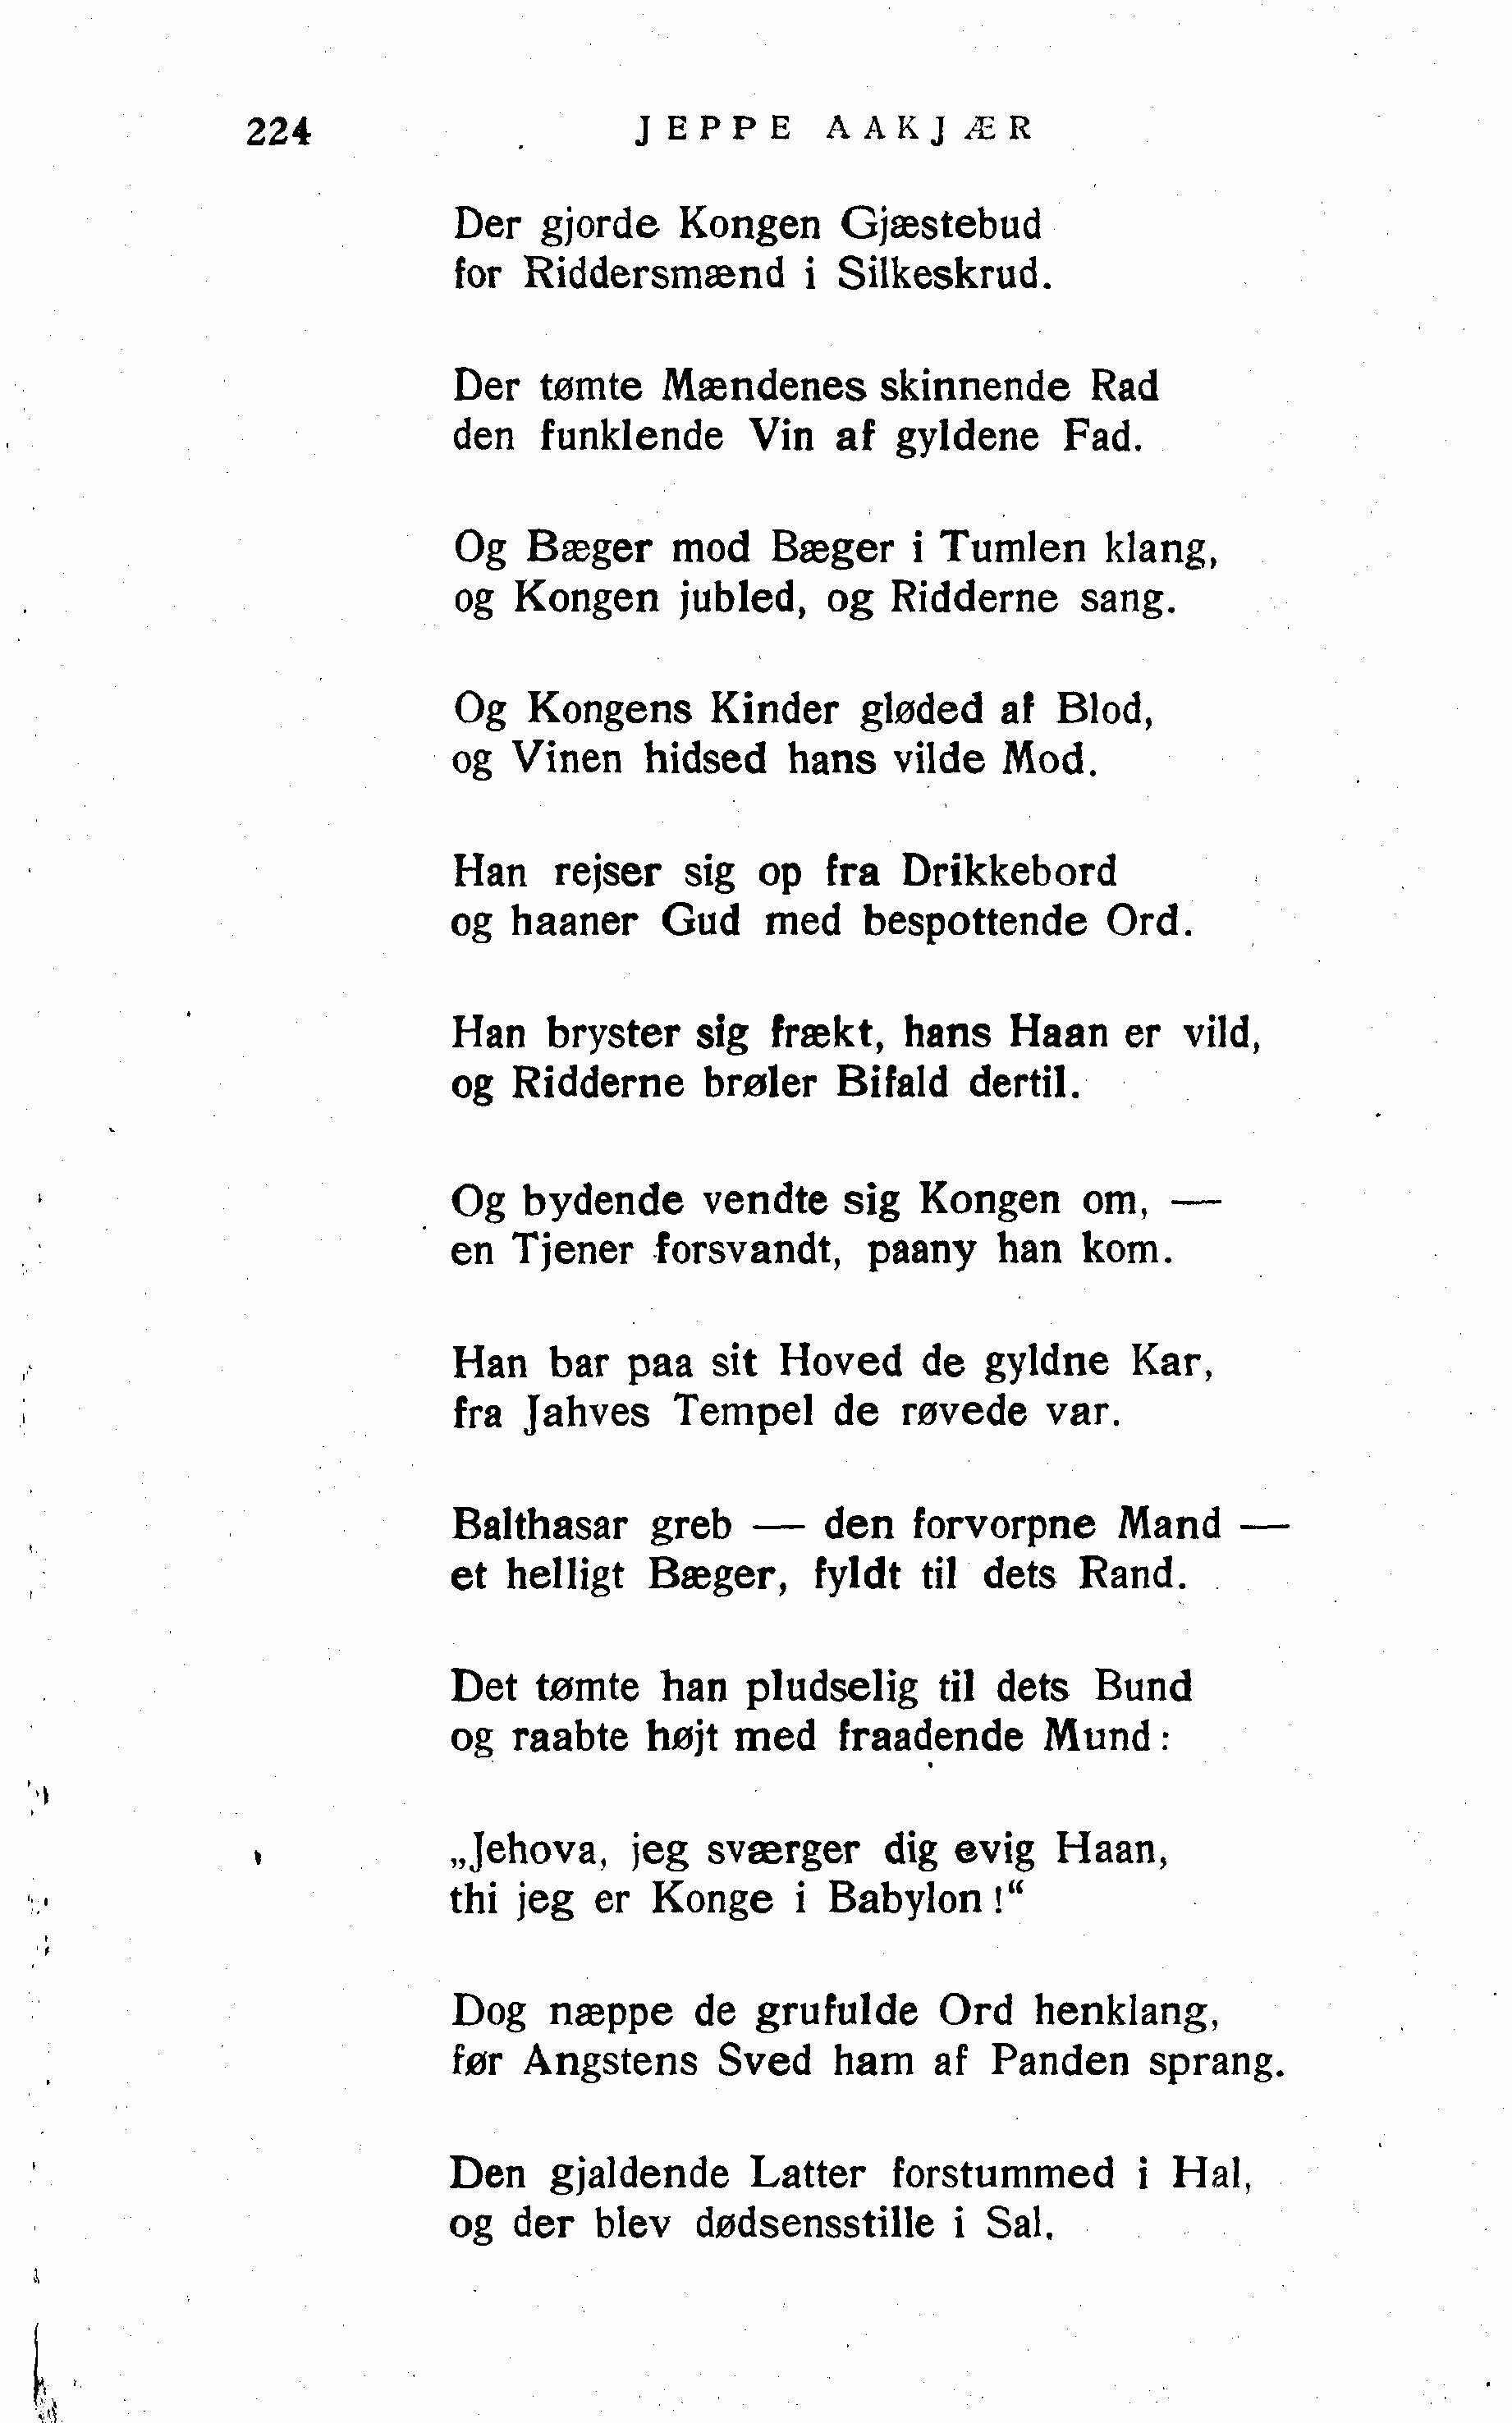 224
JEPPE AAKJÆR
Der gjorde Kongen Gjæstebud
for Riddersmænd i Silkeskrud.
Der tømte Mændenes skinnende Rad
den funklende Vin af gyldene Fad.
Og Bæger mod Bæger i Tumlen klang,
og Kongen jubled, og Ridderne sang.
Og Kongens Kinder gløded af Blod,
og Vinen hidsed hans vilde Mod.
Han rejser sig op fra Drikkebord
og haaner Gud med bespottende Ord.
Han bryster sig frækt, hans Haan er vild,
og Ridderne brøler Bifald dertil.
Og bydende vendte sig Kongen om, —
en Tjener forsvandt, paany han kom.
Han bar paa sit Hoved de gyldne Kar,
fra Jahves Tempel de røvede var.
Balthasar greb — den forvorpne Mand —
et helligt Bæger, fyldt til dets Rand.
Det tømte han pludselig til dets Bund
og raabte højt med fraadende Mund:
„Jehova, jeg sværger dig evig Haan,
thi jeg er Konge i Babylon!“
Dog næppe de grufulde Ord henklang,
før Angstens Sved ham af Panden sprang.
Den gjaldende Latter forstummed i Hal,
og der blev dødsensstille i Sal.